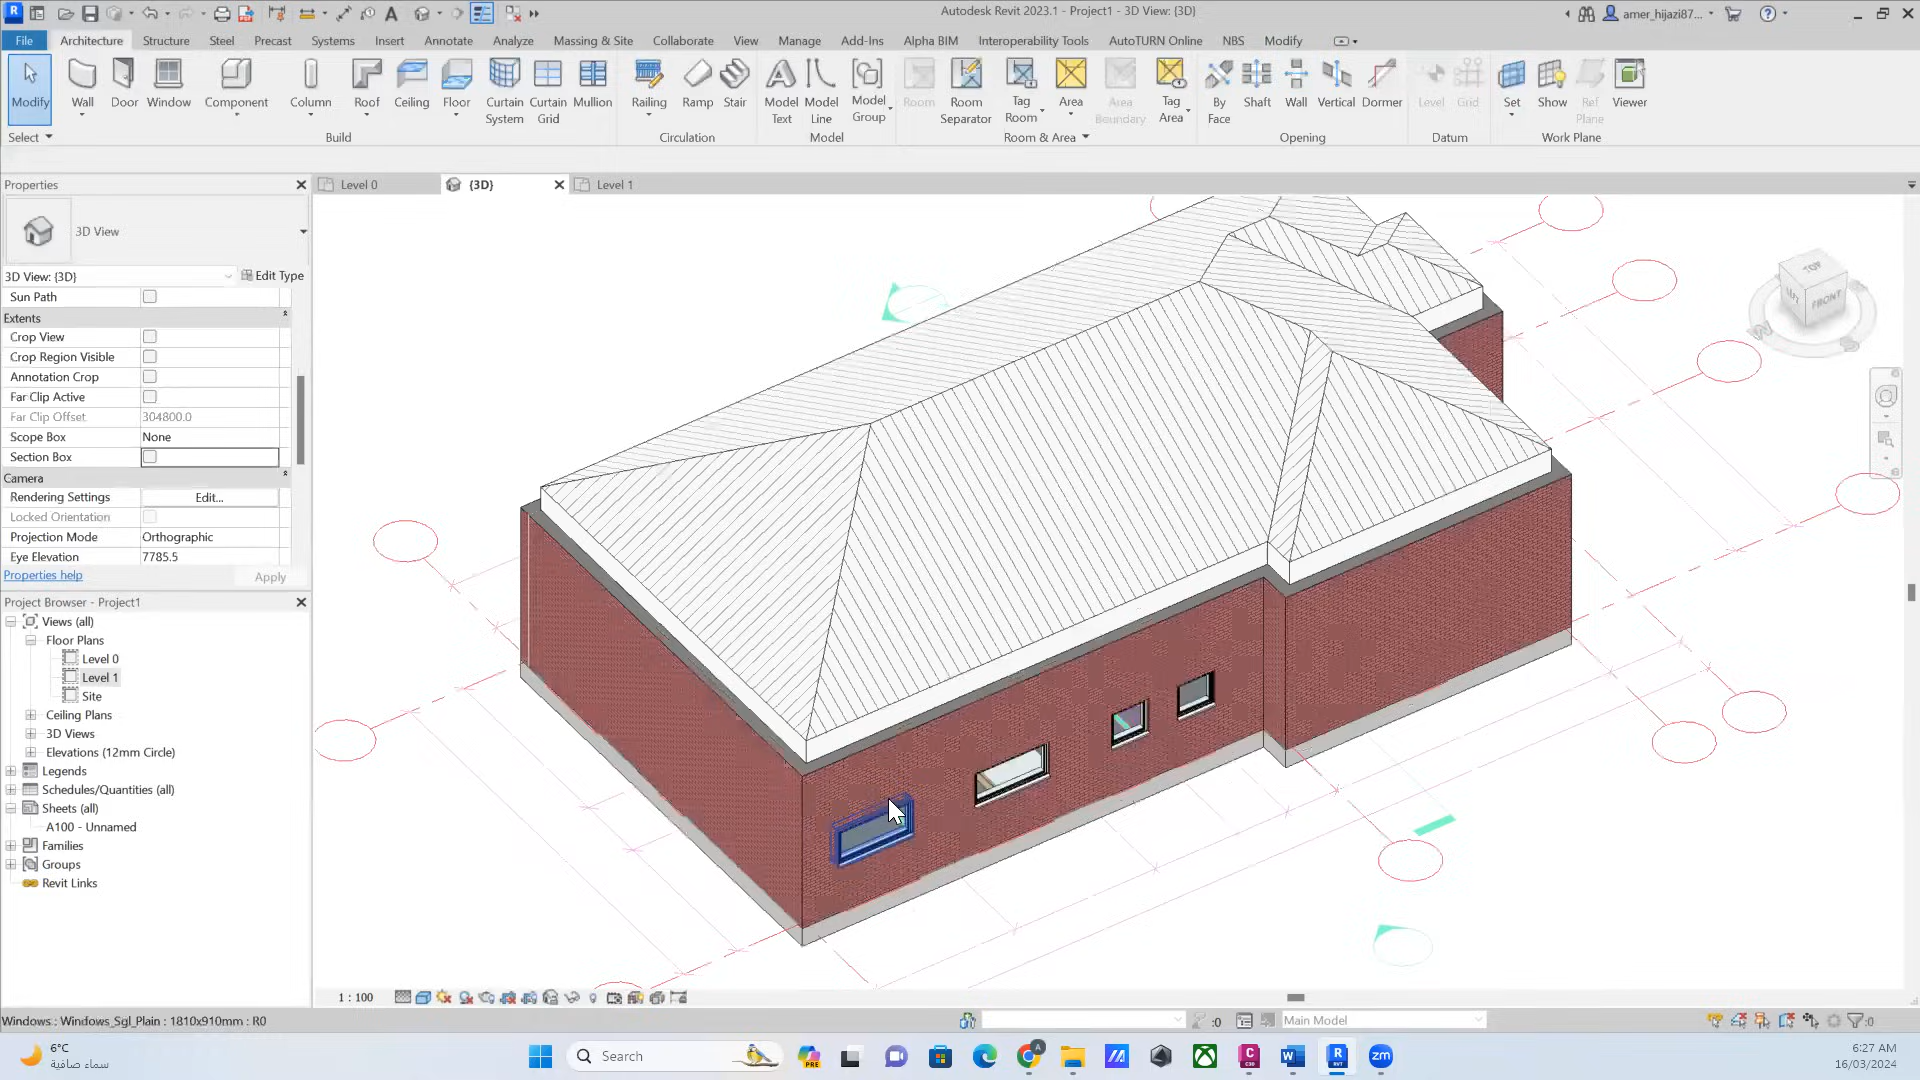 Autodesk Revit 2023.1 - Project1 - 3D View: {3D}
amer_hijazi87...
File Architecture Structure Steel Precast Systems Insert Annotate Analyze Massing & Site Collaborate View Manage Add-Ins Alpha BIM Interoperability Tools AutoTURN Online NBS Modify
Modify Wall Door Window Component Column Roof Ceiling Floor Curtain System Curtain Grid Mullion Railing Ramp Stair Model Text Model Line Model Group Room Room Separator Tag Room Area Area Boundary Tag Area By Face Shaft Wall Vertical Dormer Level Grid Set Show Ref Plane Viewer
Select Build Circulation Model Room & Area Opening Datum Work Plane
Properties
Level 0 {3D} Level 1
3D View
3D View: {3D} Edit Type
Sun Path
Extents
Crop View
Crop Region Visible
Annotation Crop
Far Clip Active
Far Clip Offset 304800.0
Scope Box None
Section Box
Camera
Rendering Settings Edit...
Locked Orientation
Projection Mode Orthographic
Eye Elevation 7785.5
Properties help Apply
Project Browser - Project1
Views (all)
Floor Plans
Level 0
Level 1
Site
Ceiling Plans
3D Views
Elevations (12mm Circle)
Legends
Schedules/Quantities (all)
Sheets (all)
A100 - Unnamed
Families
Groups
Revit Links
TOP
FRONT
1 : 100
Windows : Windows_Sgl_Plain : 1810x910mm : R0
:0
Main Model
:0
6°C
سماء صافية
Search
PRE
A
zm
6:27 AM
16/03/2024